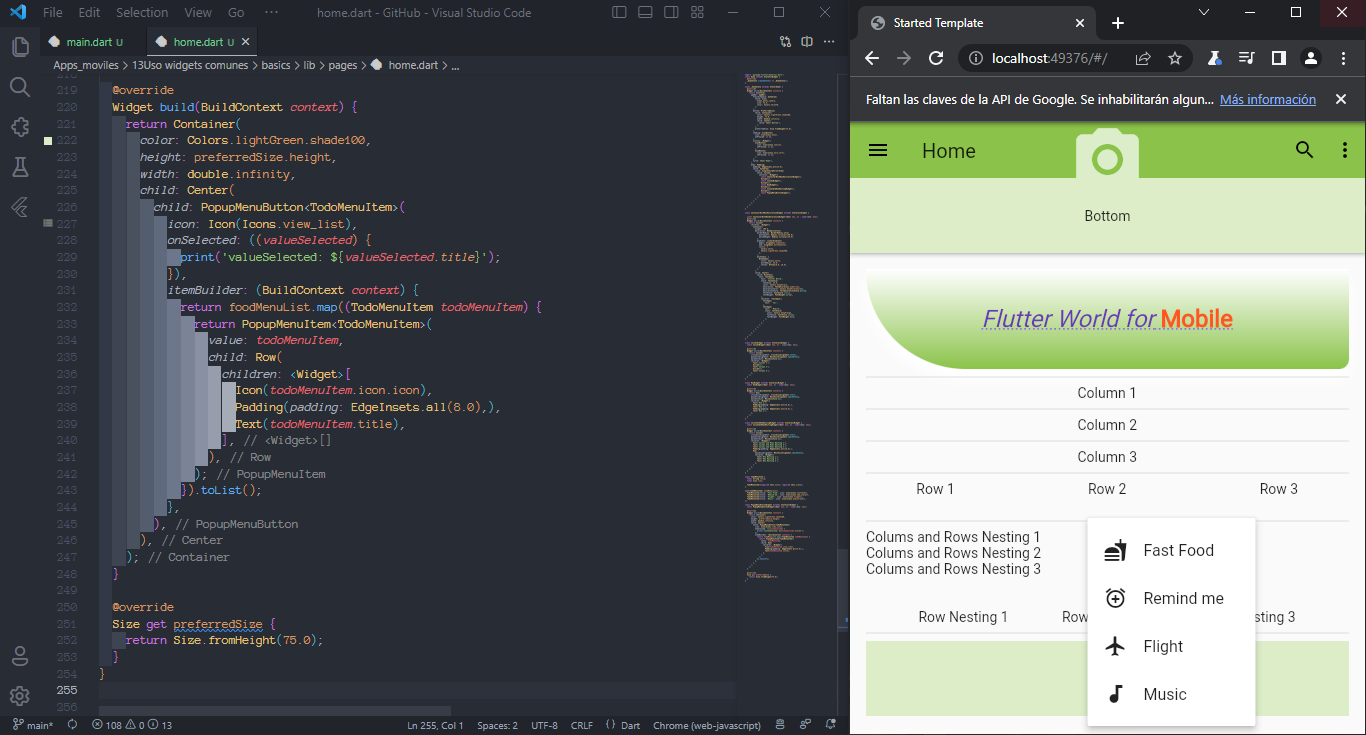 File Edit Selection View Go ··· home.dart - GitHub - Visual Studio Code
main.dart U home.dart U ×
Apps_moviles > 13Uso widgets comunes > basics > lib > pages > home.dart > ...
219 @override
220 Widget build(BuildContext context) {
221 return Container(
222 color: Colors.lightGreen.shade100,
223 height: preferredSize.height,
224 width: double.infinity,
225 child: Center(
226 child: PopupMenuButton<TodoMenuItem>(
227 icon: Icon(Icons.view_list),
228 onSelected: ((valueSelected) {
229 print('valueSelected: ${valueSelected.title}');
230 }),
231 itemBuilder: (BuildContext context) {
232 return foodMenuList.map((TodoMenuItem todoMenuItem) {
233 return PopupMenuItem<TodoMenuItem>(
234 value: todoMenuItem,
235 child: Row(
236 children: <Widget>[
237 Icon(todoMenuItem.icon.icon),
238 Padding(padding: EdgeInsets.all(8.0),),
239 Text(todoMenuItem.title),
240 ], // <Widget>[]
241 ), // Row
242 ); // PopupMenuItem
243 }).toList();
244 },
245 ), // PopupMenuButton
246 ), // Center
247 ); // Container
248 }
249
250 @override
251 Size get preferredSize {
252 return Size.fromHeight(75.0);
253 }
254 }
255
256
main* 108 0 13 Ln 255, Col 1 Spaces: 2 UTF-8 CRLF {} Dart Chrome (web-javascript)
Started Template
localhost:49376/#/
Faltan las claves de la API de Google. Se inhabilitarán algun... Más información
Home
Bottom
Flutter World for Mobile
Column 1
Column 2
Column 3
Row 1 Row 2 Row 3
Colums and Rows Nesting 1
Colums and Rows Nesting 2
Colums and Rows Nesting 3
Row Nesting 1 Row sting 3
Fast Food
Remind me
Flight
Music